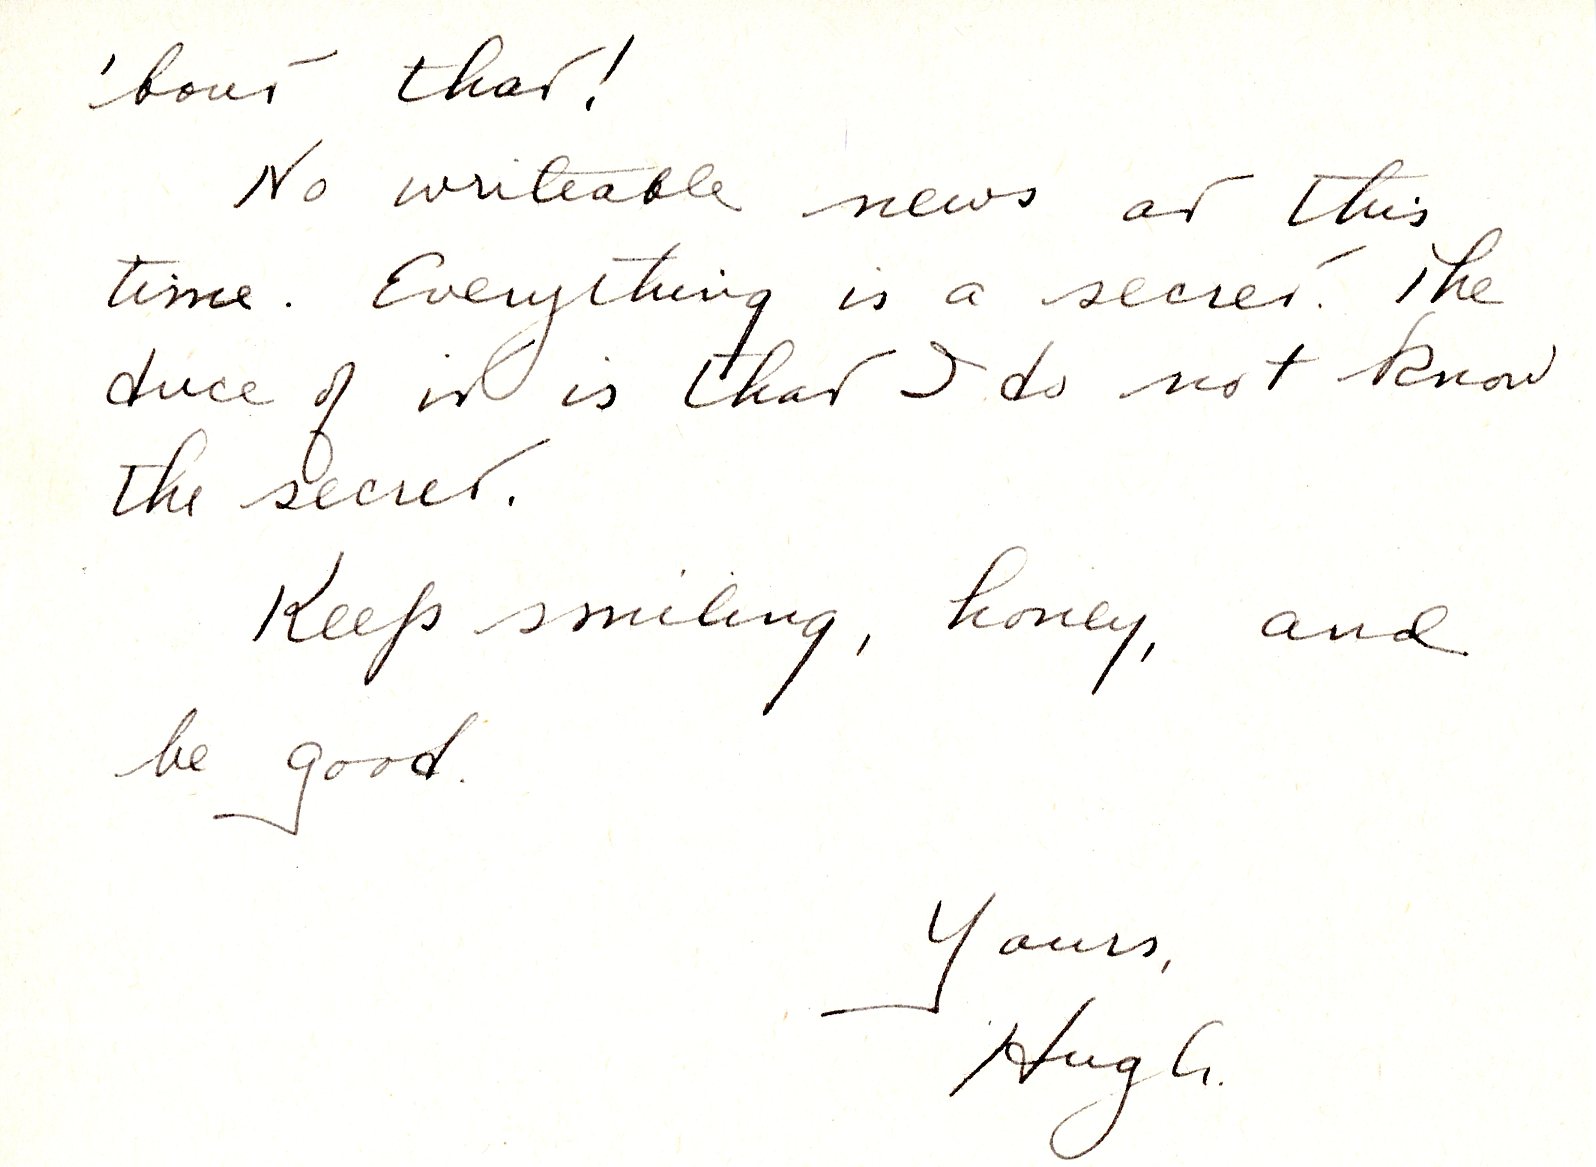 'bout that!
No writeable news at this
time. Everything is a secret. The
duce of it is that I do not know
the secret.
Keep smiling, honey, and
be good.
Yours,
Hugh.